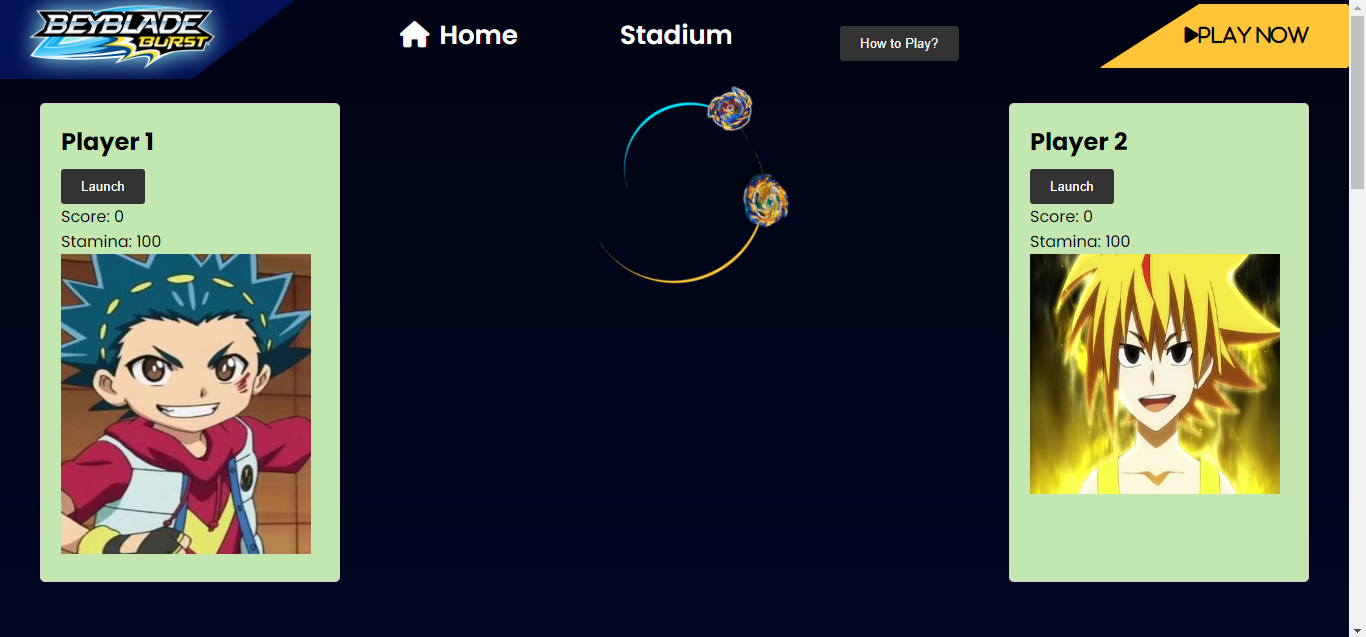 BEYBLADE
BURST
Home
Stadium
How to Play?
PLAY NOW
Player 1
Launch
Score: 0
Stamina: 100
Player 2
Launch
Score: 0
Stamina: 100